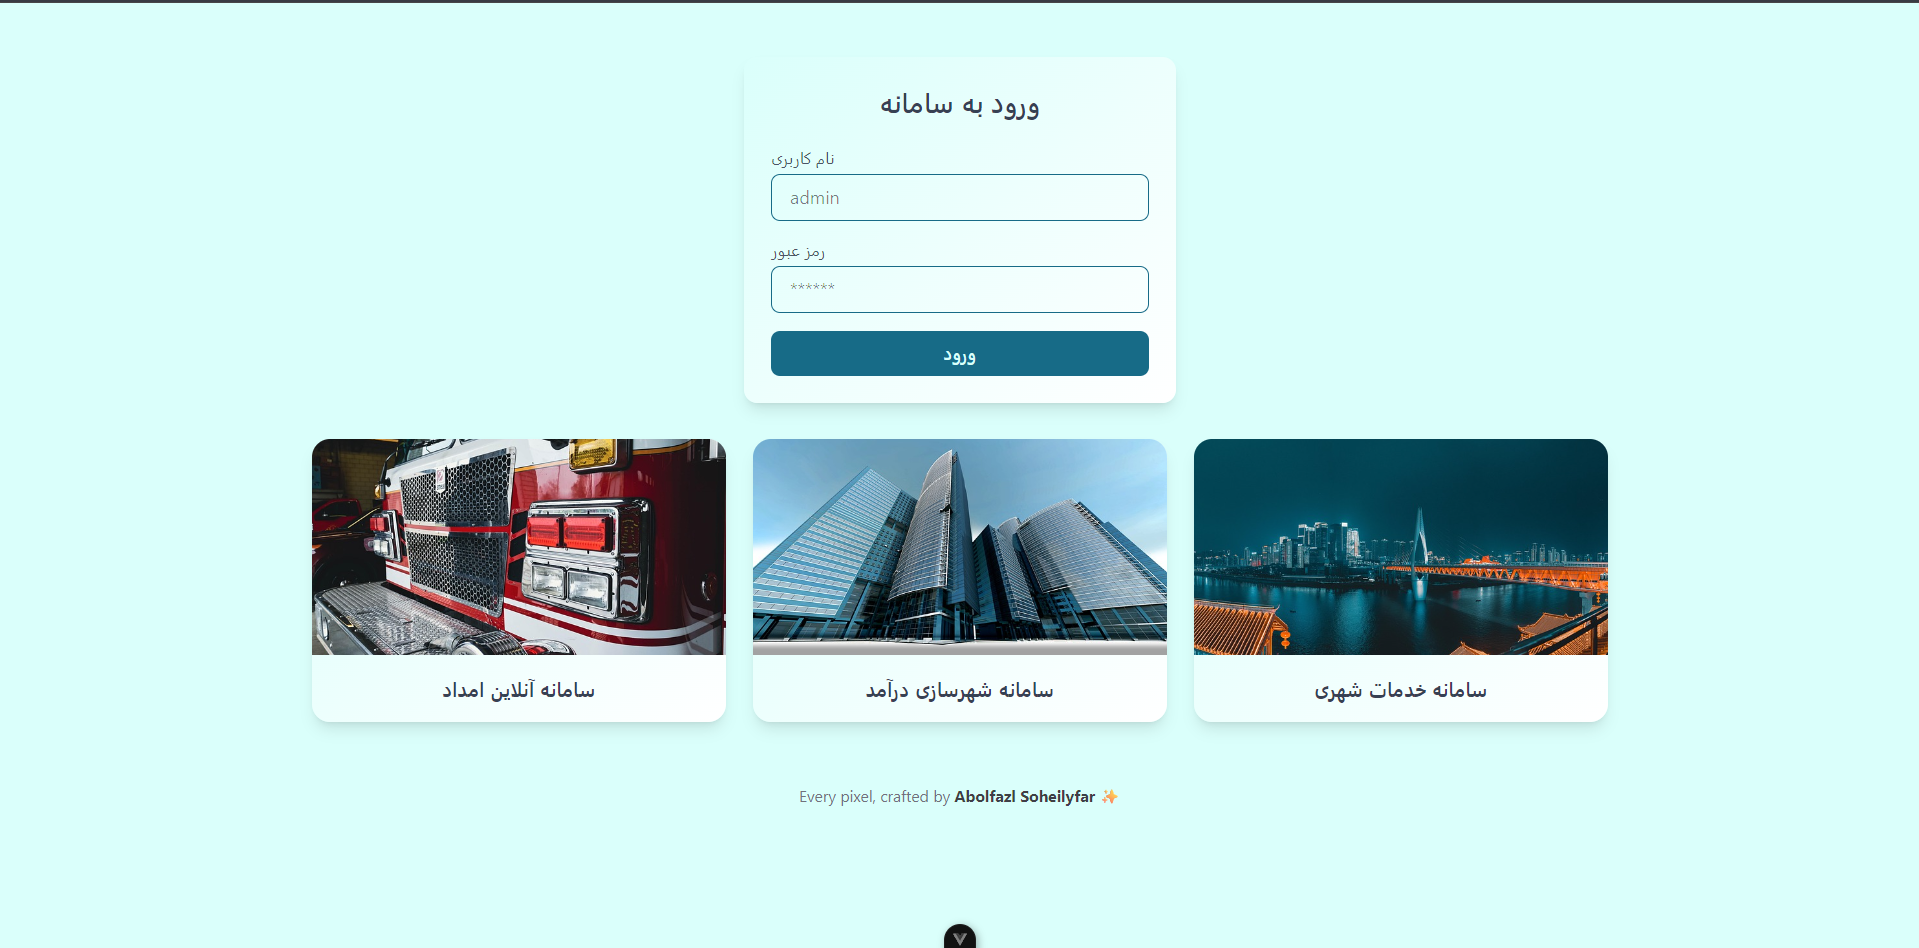 ورود به سامانه
نام کاربری
admin
رمز عبور
******
ورود
سامانه خدمات شهری
سامانه شهرسازی درآمد
سامانه آنلاین امداد
Every pixel, crafted by Abolfazl Soheilyfar ✨